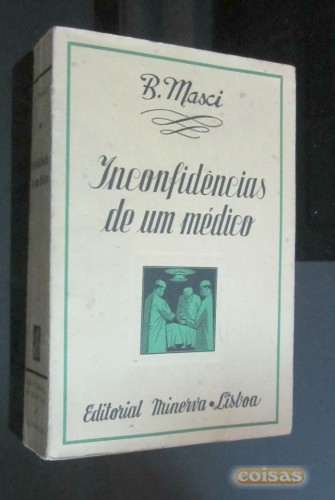 B. Masci
Inconfidências
de um médico
Editorial Minerva • Lisboa
coisas